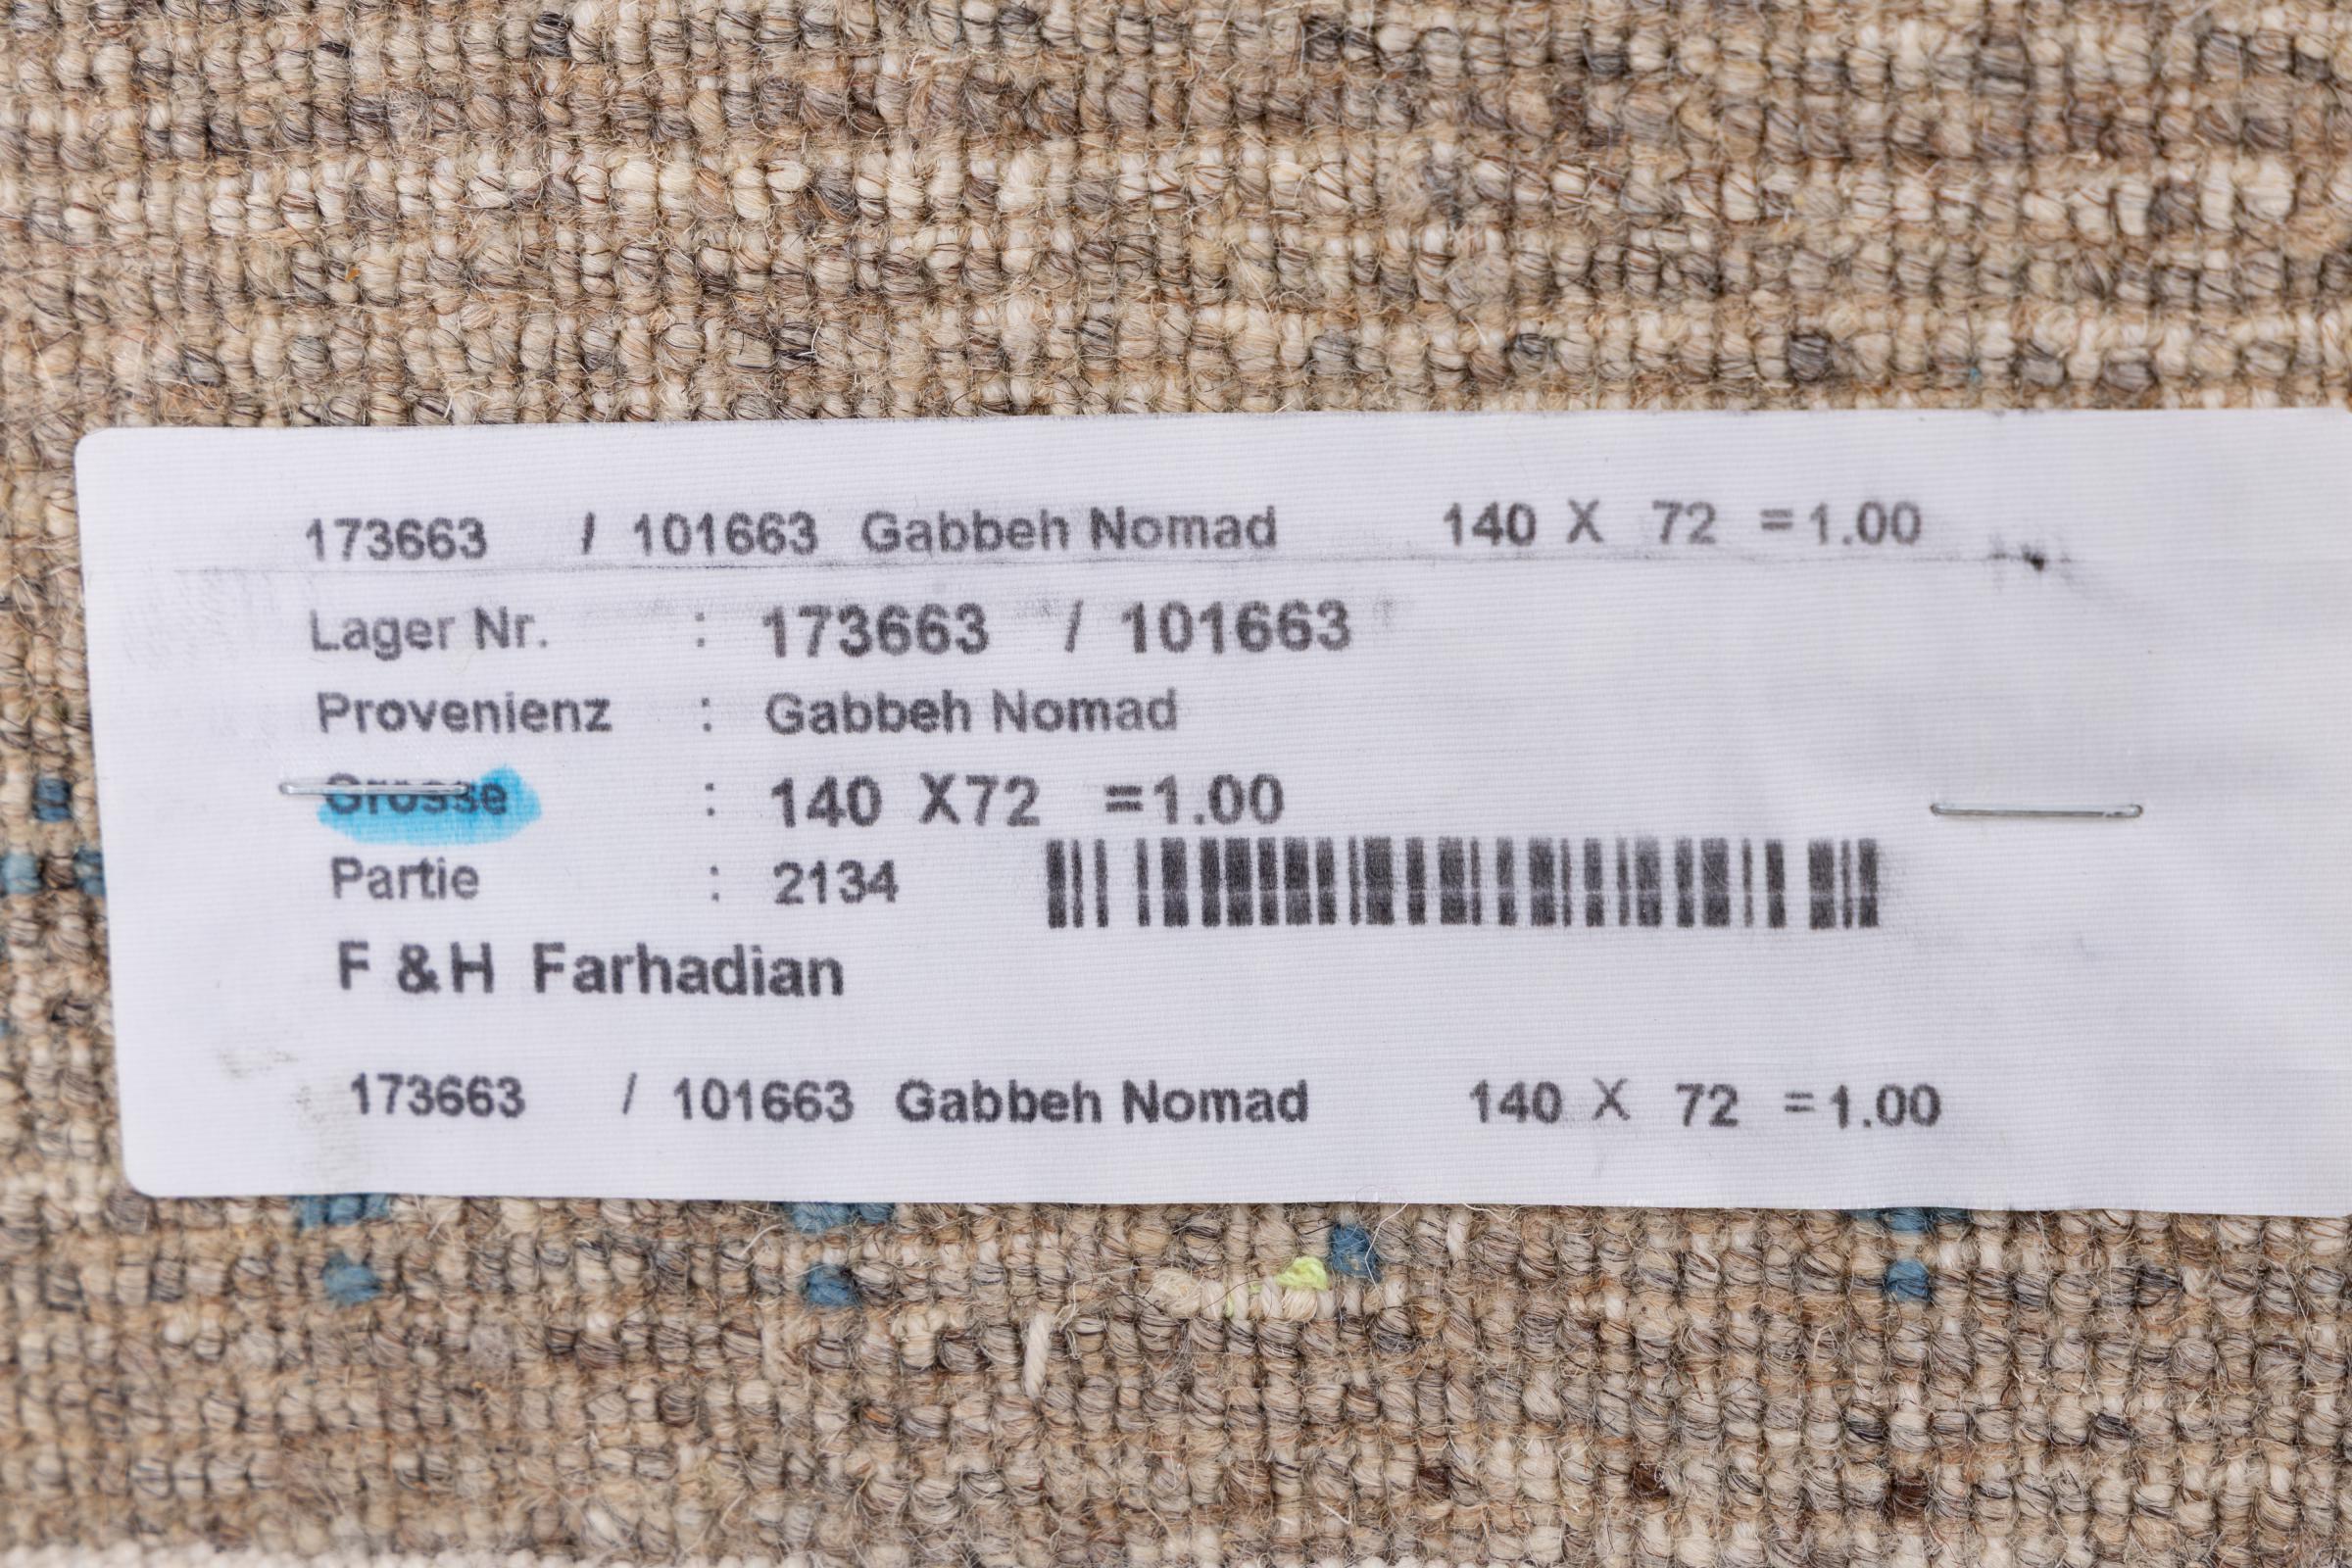 173663 / 101663 Gabbeh Nomad 140 X 72 =1.00
Lager Nr. : 173663 / 101663
Provenienz : Gabbeh Nomad
Grosse : 140 X72 =1.00
Partie : 2134
F & H Farhadian
173663 / 101663 Gabbeh Nomad 140 X 72 =1.00